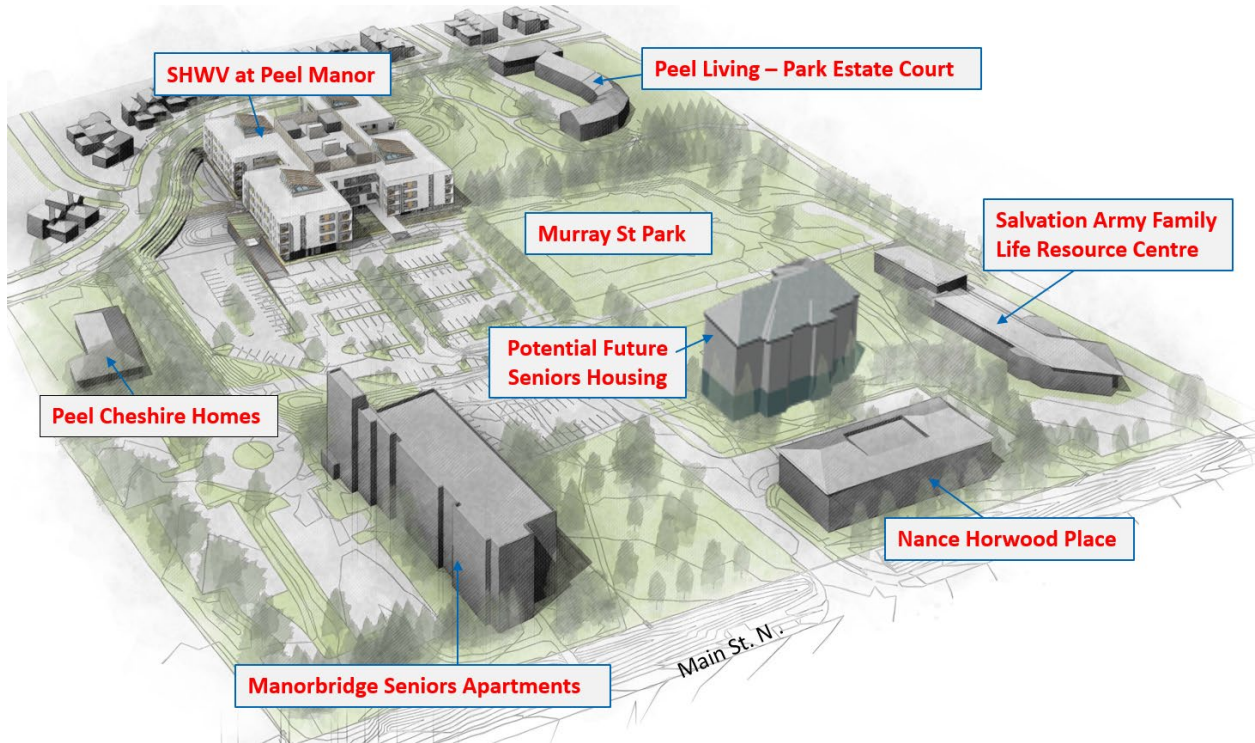 SHWV at Peel Manor
Peel Living – Park Estate Court
Murray St Park
Salvation Army Family
Life Resource Centre
Potential Future
Seniors Housing
Peel Cheshire Homes
Nance Horwood Place
Main St. N .
Manorbridge Seniors Apartments